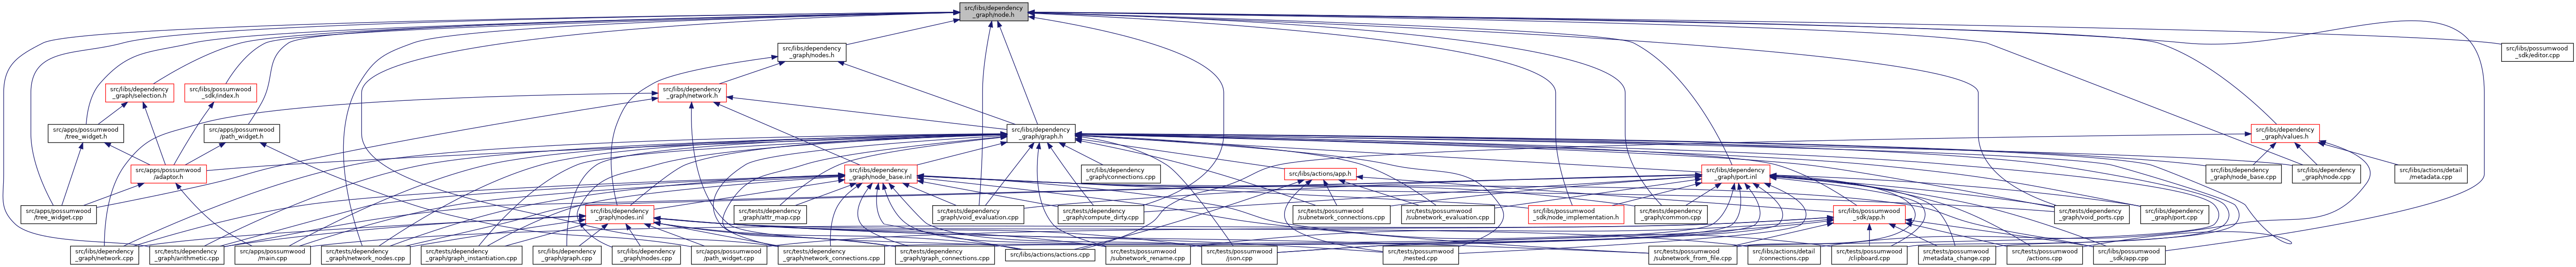 src/libs/dependency
_graph/node.h
src/libs/dependency
_graph/nodes.h
src/libs/possumwood
_sdk/editor.cpp
src/libs/dependency
_graph/selection.h
src/libs/possumwood
_sdk/index.h
src/libs/dependency
_graph/network.h
src/apps/possumwood
/tree_widget.h
src/apps/possumwood
/path_widget.h
src/libs/dependency
_graph/graph.h
src/libs/dependency
_graph/values.h
src/apps/possumwood
/adaptor.h
src/libs/dependency
_graph/node_base.inl
src/libs/dependency
_graph/connections.cpp
src/libs/actions/app.h
src/libs/dependency
_graph/port.inl
src/libs/dependency
_graph/node_base.cpp
src/libs/dependency
_graph/node.cpp
src/libs/actions/detail
/metadata.cpp
src/apps/possumwood
/tree_widget.cpp
src/libs/dependency
_graph/nodes.inl
src/tests/dependency
_graph/attr_map.cpp
src/tests/dependency
_graph/void_evaluation.cpp
src/tests/dependency
_graph/compute_dirty.cpp
src/tests/possumwood
/subnetwork_connections.cpp
src/tests/possumwood
/subnetwork_evaluation.cpp
src/libs/possumwood
_sdk/node_implementation.h
src/tests/dependency
_graph/common.cpp
src/libs/possumwood
_sdk/app.h
src/tests/dependency
_graph/void_ports.cpp
src/libs/dependency
_graph/port.cpp
src/libs/dependency
_graph/network.cpp
src/tests/dependency
_graph/arithmetic.cpp
src/apps/possumwood
/main.cpp
src/tests/dependency
_graph/network_nodes.cpp
src/tests/dependency
_graph/graph_instantiation.cpp
src/libs/dependency
_graph/graph.cpp
src/libs/dependency
_graph/nodes.cpp
src/apps/possumwood
/path_widget.cpp
src/tests/dependency
_graph/network_connections.cpp
src/tests/dependency
_graph/graph_connections.cpp
src/libs/actions/actions.cpp
src/tests/possumwood
/subnetwork_rename.cpp
src/tests/possumwood
/json.cpp
src/tests/possumwood
/nested.cpp
src/tests/possumwood
/subnetwork_from_file.cpp
src/libs/actions/detail
/connections.cpp
src/tests/possumwood
/clipboard.cpp
src/tests/possumwood
/metadata_change.cpp
src/tests/possumwood
/actions.cpp
src/libs/possumwood
_sdk/app.cpp